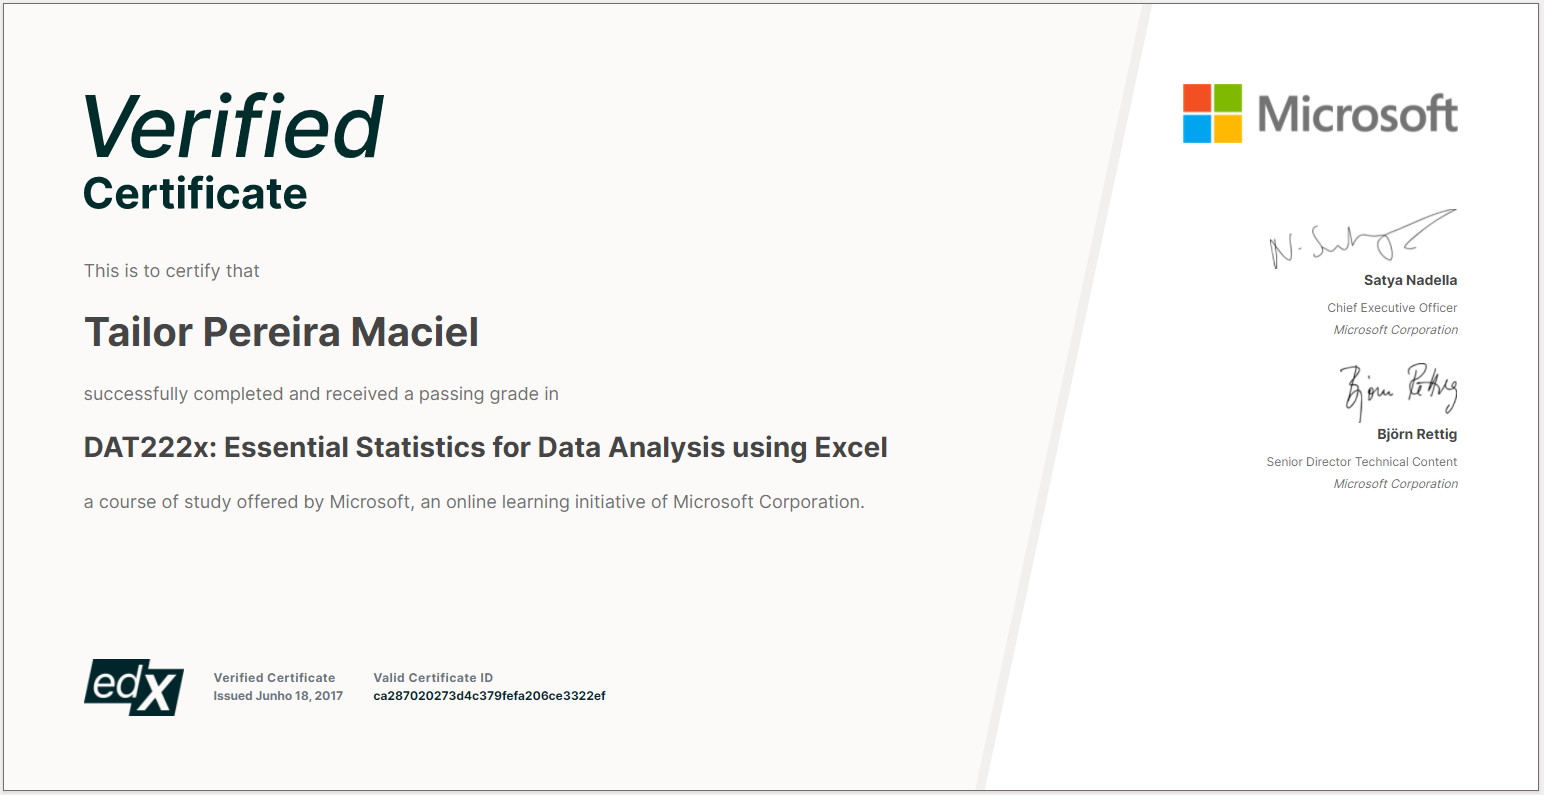 Verified
Certificate
This is to certify that
Tailor Pereira Maciel
successfully completed and received a passing grade in
DAT222x: Essential Statistics for Data Analysis using Excel
a course of study offered by Microsoft, an online learning initiative of Microsoft Corporation.
edX
Verified Certificate
Issued Junho 18, 2017
Valid Certificate ID
ca287020273d4c379fefa206ce3322ef
Microsoft
Satya Nadella
Chief Executive Officer
Microsoft Corporation
Björn Rettig
Björn Rettig
Senior Director Technical Content
Microsoft Corporation